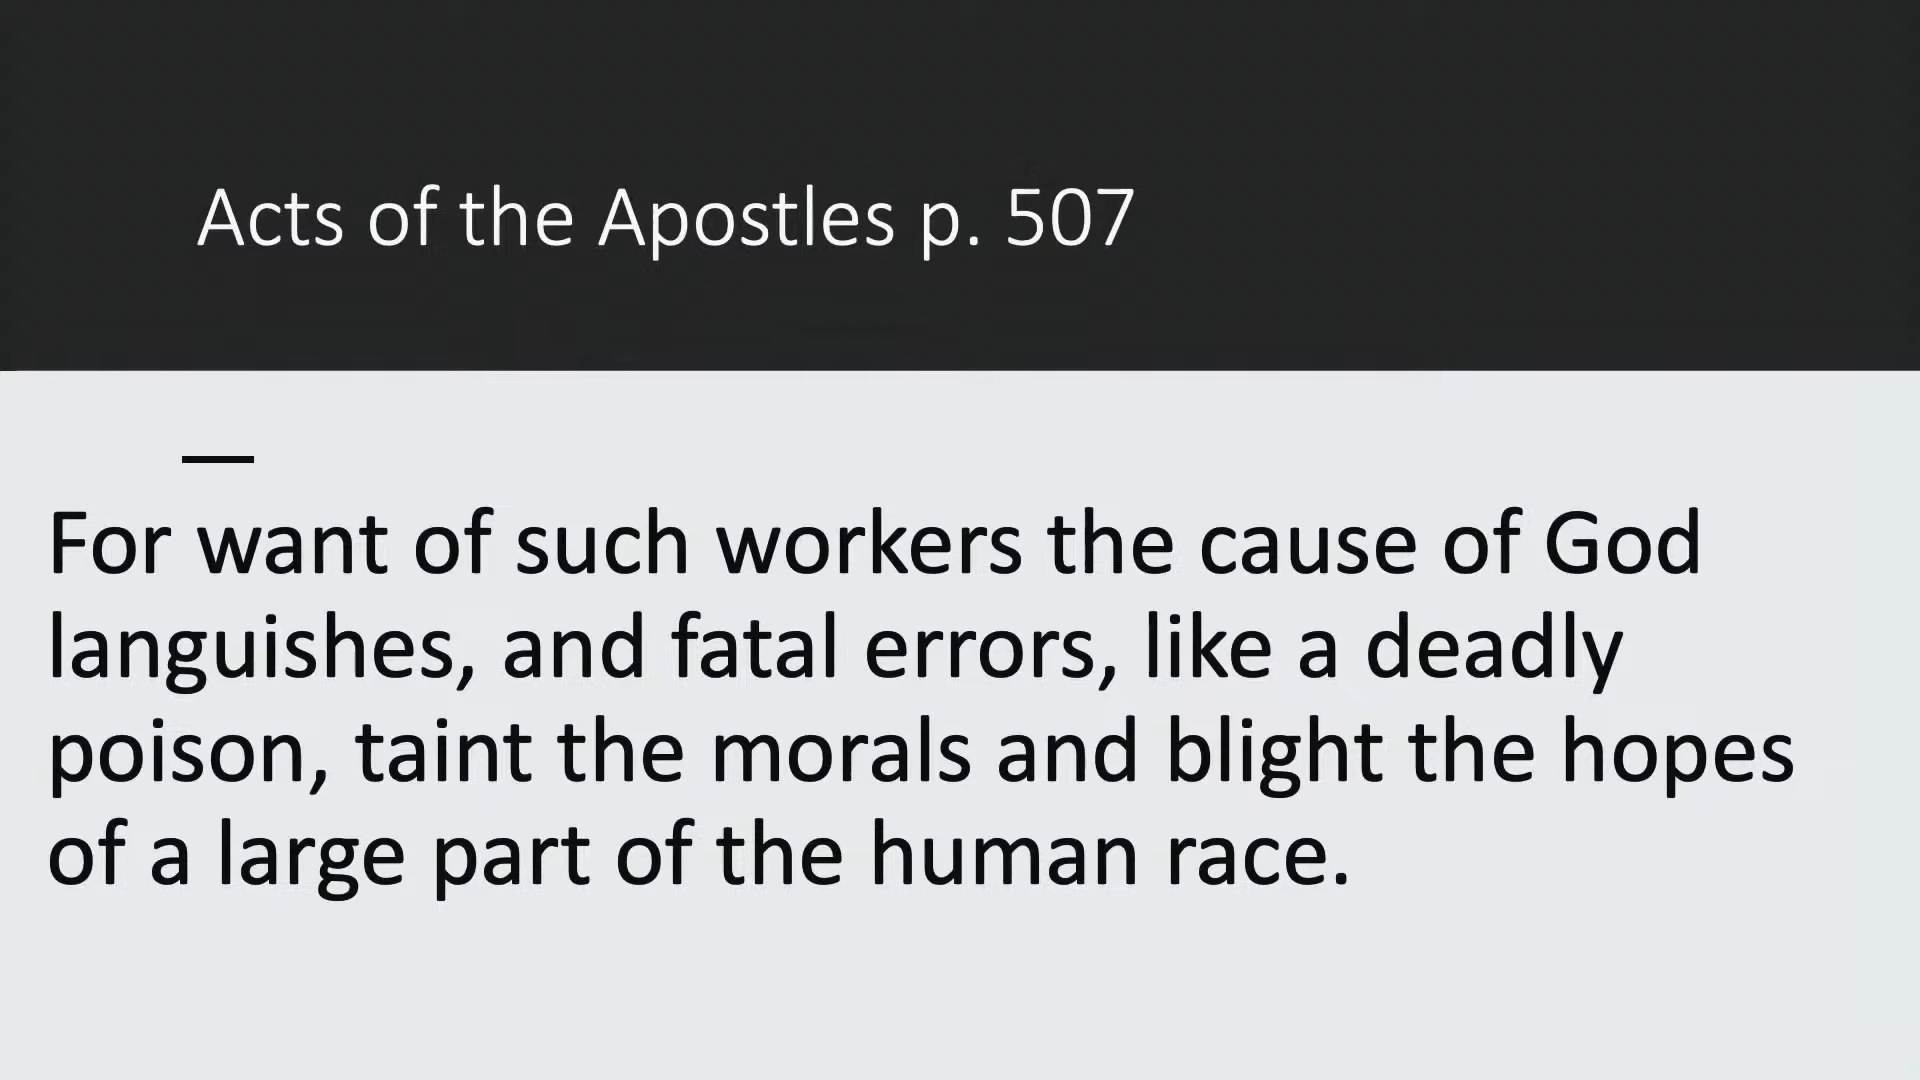 Acts of the Apostles p. 507
For want of such workers the cause of God
languishes, and fatal errors, like a deadly
poison, taint the morals and blight the hopes
of a large part of the human race.